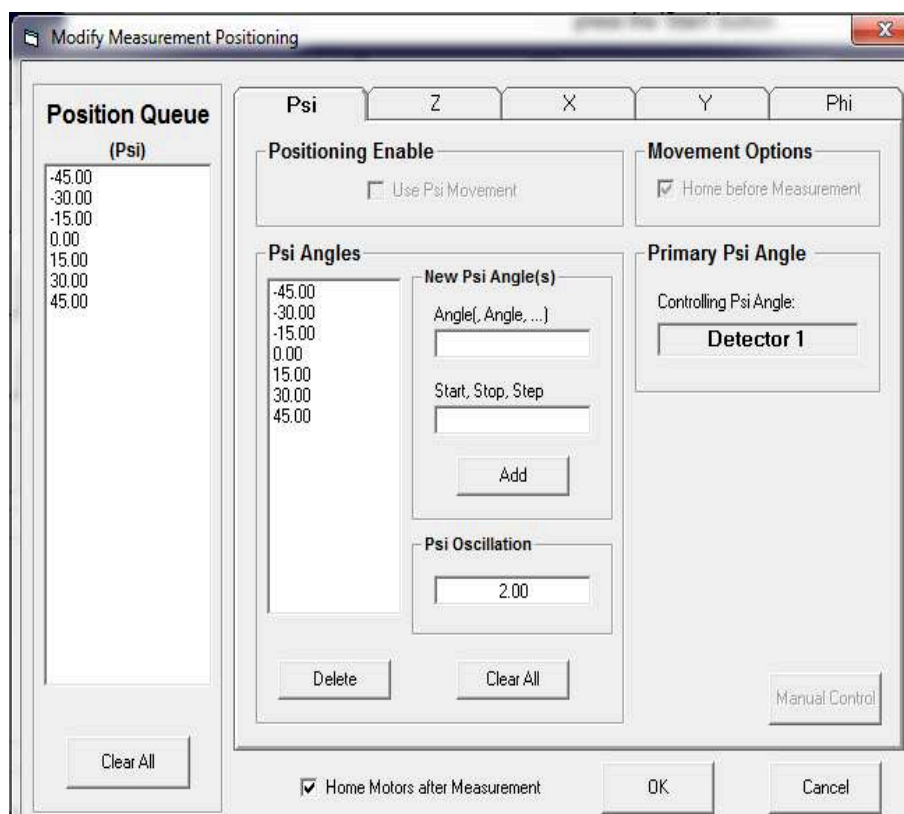 press the 'Start' button
Modify Measurement Positioning
x
Position Queue
(Psi)
-45.00
-30.00
-15.00
0.00
15.00
30.00
45.00
Clear All
Psi
Z
X
Y
Phi
Positioning Enable
Use Psi Movement
Movement Options
Home before Measurement
Psi Angles
-45.00
-30.00
-15.00
0.00
15.00
30.00
45.00
New Psi Angle(s)
Angle(, Angle, ...)
Start, Stop, Step
Add
Psi Oscillation
2.00
Delete
Clear All
Primary Psi Angle
Controlling Psi Angle:
Detector 1
Manual Control
Home Motors after Measurement
OK
Cancel